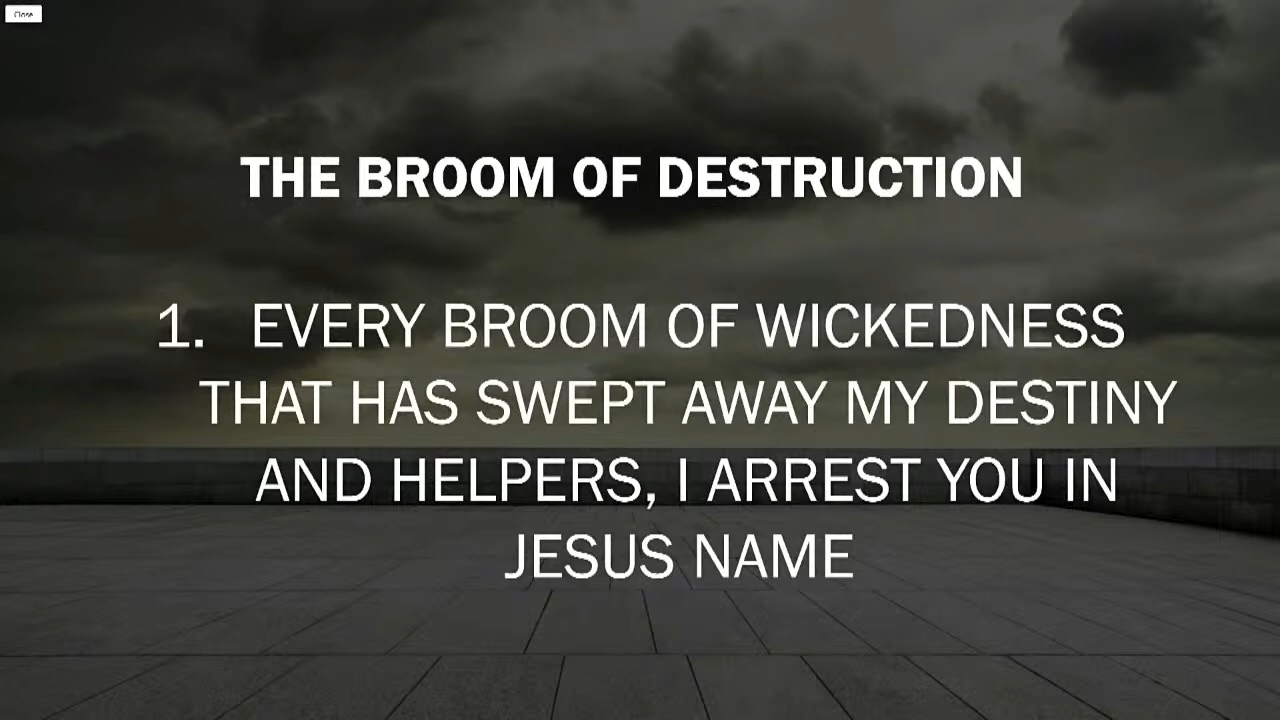 Close
THE BROOM OF DESTRUCTION
1. EVERY BROOM OF WICKEDNESS
THAT HAS SWEPT AWAY MY DESTINY
AND HELPERS, I ARREST YOU IN
JESUS NAME